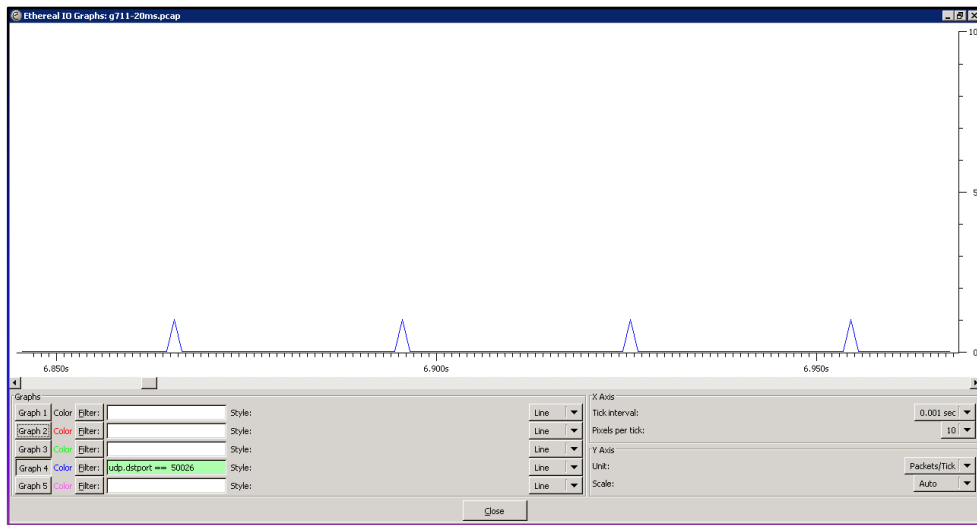 Ethereal IO Graphs: g711-20ms.pcap
10
5
0
6.850s 6.900s 6.950s
Graphs
Graph 1 Color Filter: Style: Line
Graph 2 Color Filter: Style: Line
Graph 3 Color Filter: Style: Line
Graph 4 Color Filter: udp.dstport == 50026 Style: Line
Graph 5 Color Filter: Style: Line
X Axis
Tick interval: 0.001 sec
Pixels per tick: 10
Y Axis
Unit: Packets/Tick
Scale: Auto
Close